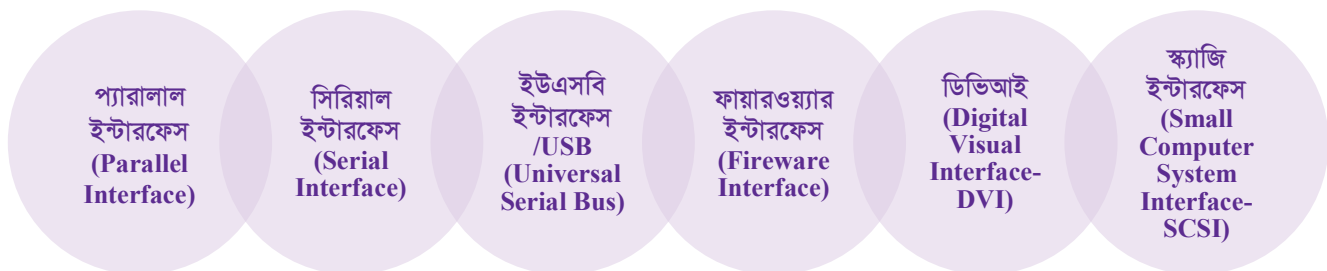 প্যারালাল
ইন্টারফেস
(Parallel
Interface)
সিরিয়াল
ইন্টারফেস
(Serial
Interface)
ইউএসবি
ইন্টারফেস
/USB
(Universal
Serial Bus)
ফায়ারওয়্যার
ইন্টারফেস
(Fireware
Interface)
ডিভিআই
(Digital
Visual
Interface-
DVI)
স্ক্যাজি
ইন্টারফেস
(Small
Computer
System
Interface-
SCSI)